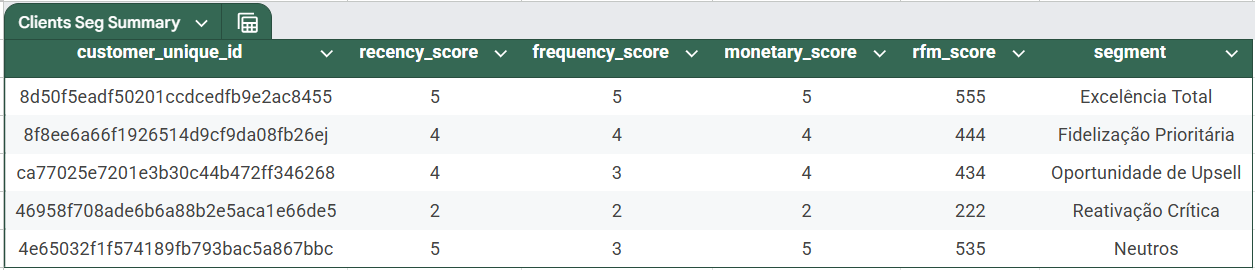 Clients Seg Summary
customer_unique_id recency_score frequency_score monetary_score rfm_score segment
8d50f5eadf50201ccdcedfb9e2ac8455 5 5 5 555 Excelência Total
8f8ee6a66f1926514d9cf9da08fb26ej 4 4 4 444 Fidelização Prioritária
ca77025e7201e3b30c44b472ff346268 4 3 4 434 Oportunidade de Upsell
46958f708ade6b6a88b2e5aca1e66de5 2 2 2 222 Reativação Crítica
4e65032f1f574189fb793bac5a867bbc 5 3 5 535 Neutros